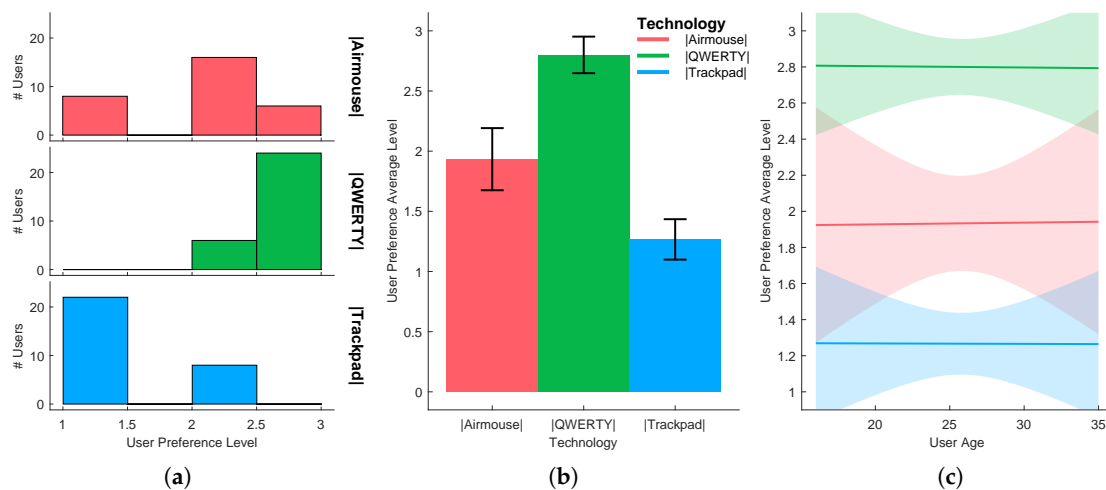 # Users
20
10
0
|Airmouse|
# Users
20
10
0
|QWERTY|
# Users
20
10
0
|Trackpad|
1
1.5
2
2.5
3
User Preference Level
(a)
User Preference Average Level
3
2.5
2
1.5
1
0.5
0
Technology
|Airmouse|
|QWERTY|
|Trackpad|
|Airmouse|
|QWERTY|
|Trackpad|
Technology
(b)
User Preference Average Level
3
2.8
2.6
2.4
2.2
2
1.8
1.6
1.4
1.2
1
20
25
30
35
User Age
(c)